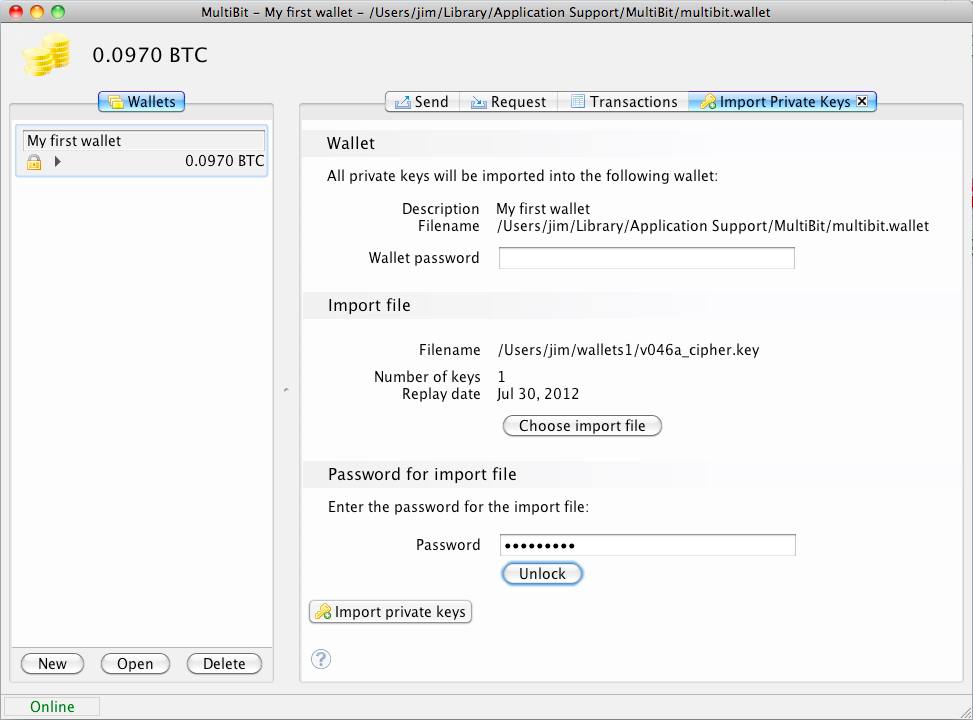 MultiBit - My first wallet - /Users/jim/Library/Application Support/MultiBit/multibit.wallet
0.0970 BTC
Wallets
My first wallet
0.0970 BTC
New Open Delete
Send Request Transactions Import Private Keys
Wallet
All private keys will be imported into the following wallet:
Description My first wallet
Filename /Users/jim/Library/Application Support/MultiBit/multibit.wallet
Wallet password
Import file
Filename /Users/jim/wallets1/v046a_cipher.key
Number of keys 1
Replay date Jul 30, 2012
Choose import file
Password for import file
Enter the password for the import file:
Password •••••••••
Unlock
Import private keys
?
Online